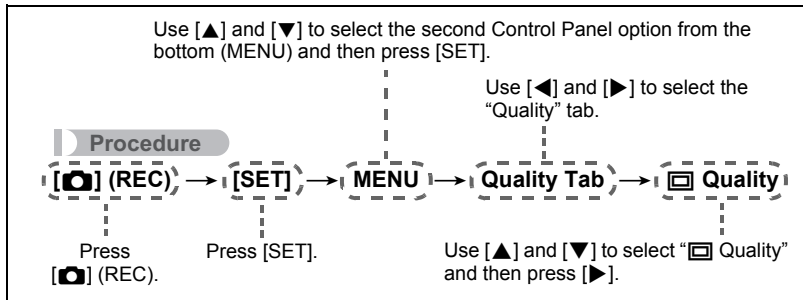 Use [▲] and [▼] to select the second Control Panel option from the
bottom (MENU) and then press [SET].
Use [◀] and [▶] to select the
“Quality” tab.
Procedure
[📷] (REC) → [SET] → MENU → Quality Tab → 🞎 Quality
Press
[📷] (REC).
Press [SET].
Use [▲] and [▼] to select “🞎 Quality”
and then press [▶].